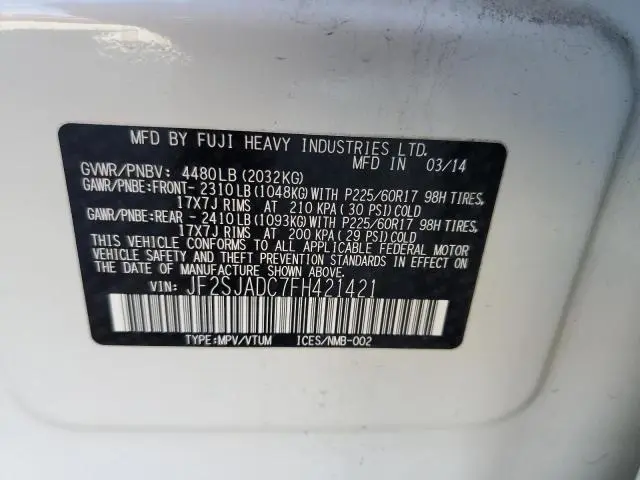 MFD BY FUJI HEAVY INDUSTRIES LTD.
MFD IN 03/14
GVWR/PNBV: 4480LB(2032KG)
GAWR/PNBE:FRONT- 2310LB(1048KG)WITH P225/60R17 98H TIRES,
17X7J RIMS AT 210 KPA(30 PSI)COLD
GAWR/PNBE:REAR - 2410LB(1093KG)WITH P225/60R17 98H TIRES,
17X7J RIMS AT 200 KPA(29 PSI)COLD
THIS VEHICLE CONFORMS TO ALL APPLICABLE FEDERAL MOTOR
VEHICLE SAFETY AND THEFT PREVENTION STANDARDS IN EFFECT ON
THE DATE OF MANUFACTURE SHOWN ABOVE.
VIN: JF2SJADC7FH421421
TYPE:MPV/VTUM ICES/NMB-002